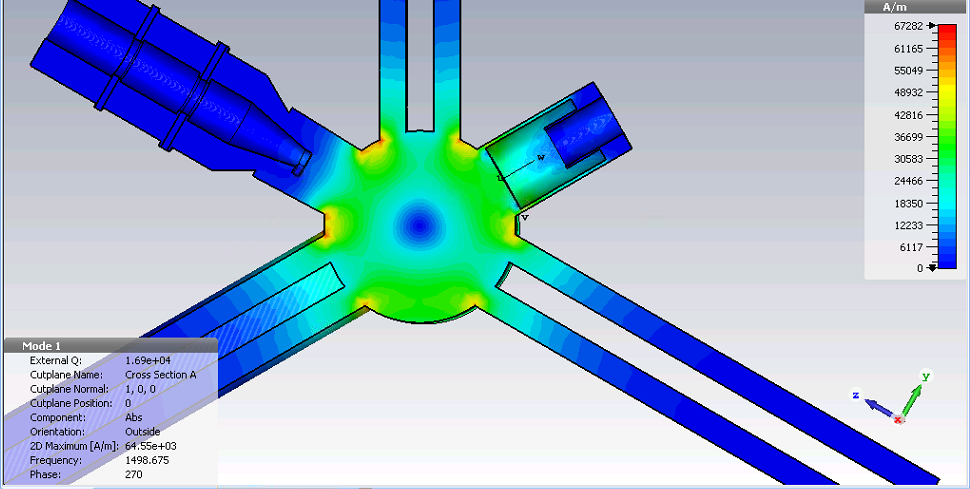 A/m
67282
61165
55049
48932
42816
36699
30583
24466
18350
12233
6117
0
w
u
v
Mode 1
External Q: 1.69e+04
Cutplane Name: Cross Section A
Cutplane Normal: 1, 0, 0
Cutplane Position: 0
Component: Abs
Orientation: Outside
2D Maximum [A/m]: 64.55e+03
Frequency: 1498.675
Phase: 270
y
z
x